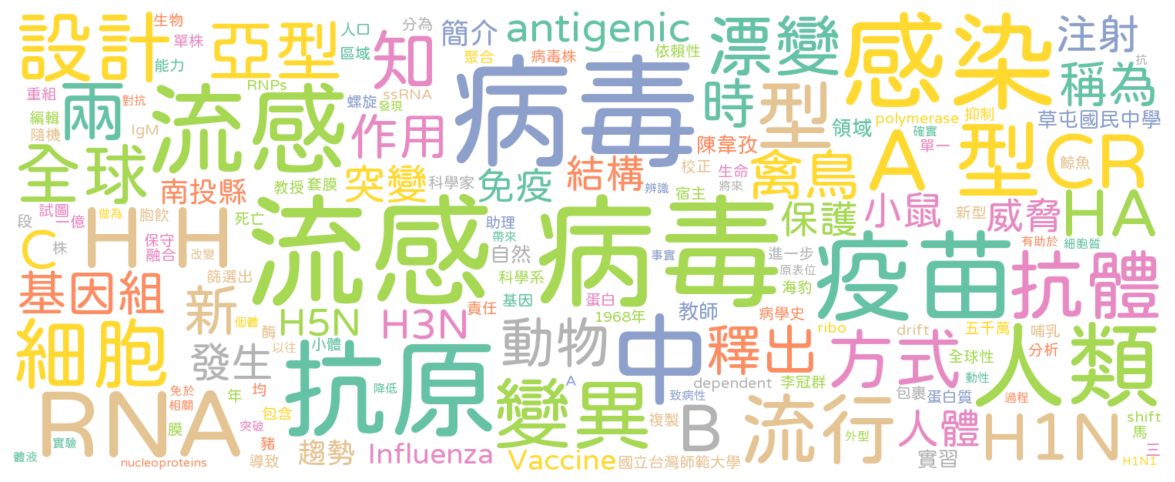 設計
亞型
生物
單株
能力
人口
區域
分為
知
簡介
antigenic
聚合
病毒株
依賴性
漂變
感染
注射
抗
稱為
重組
對抗
兩
RNPs
流感
螺旋
ssRNA
發現
病毒
時
型
polymerase
抑制
草屯國民中學
編輯
隨機
IgM
作用
領域
確實
單一
全球
南投縣
教授
套膜
突變
科學家
免疫
結構
陳韋孜
校正
生命
辨識
將來
禽鳥
A
型
鯨魚
CR
段
試圖
一億
做為
胞飲
死亡
助理
帶來
宿主
保護
小鼠
新型
威脅
HA
C
株
H
H
保守
融合
改變
流感
病毒
自然
事實
進一步
原表位
有助於
細胞質
基因組
篩選出
科學系
基因
蛋白
海豹
疫苗
抗體
新
個體
H5N
H3N
責任
1968年
教師
病學史
細胞
發生
酶
以往
小體
動物
中
釋出
ribo
drift
五千萬
哺乳
方式
全球性
分析
人類
RNA
免於
相關
均
年
抗原
降低
變異
A
致病性
dependent
李冠群
動性
包裹
蛋白質
過程
實驗
膜
包含
突破
複製
B
流行
外型
人體
H1N
shift
馬
體液
nucleoproteins
豬
導致
趨勢
Influenza
Vaccine
國立台灣師範大學
實習
三
H1N1